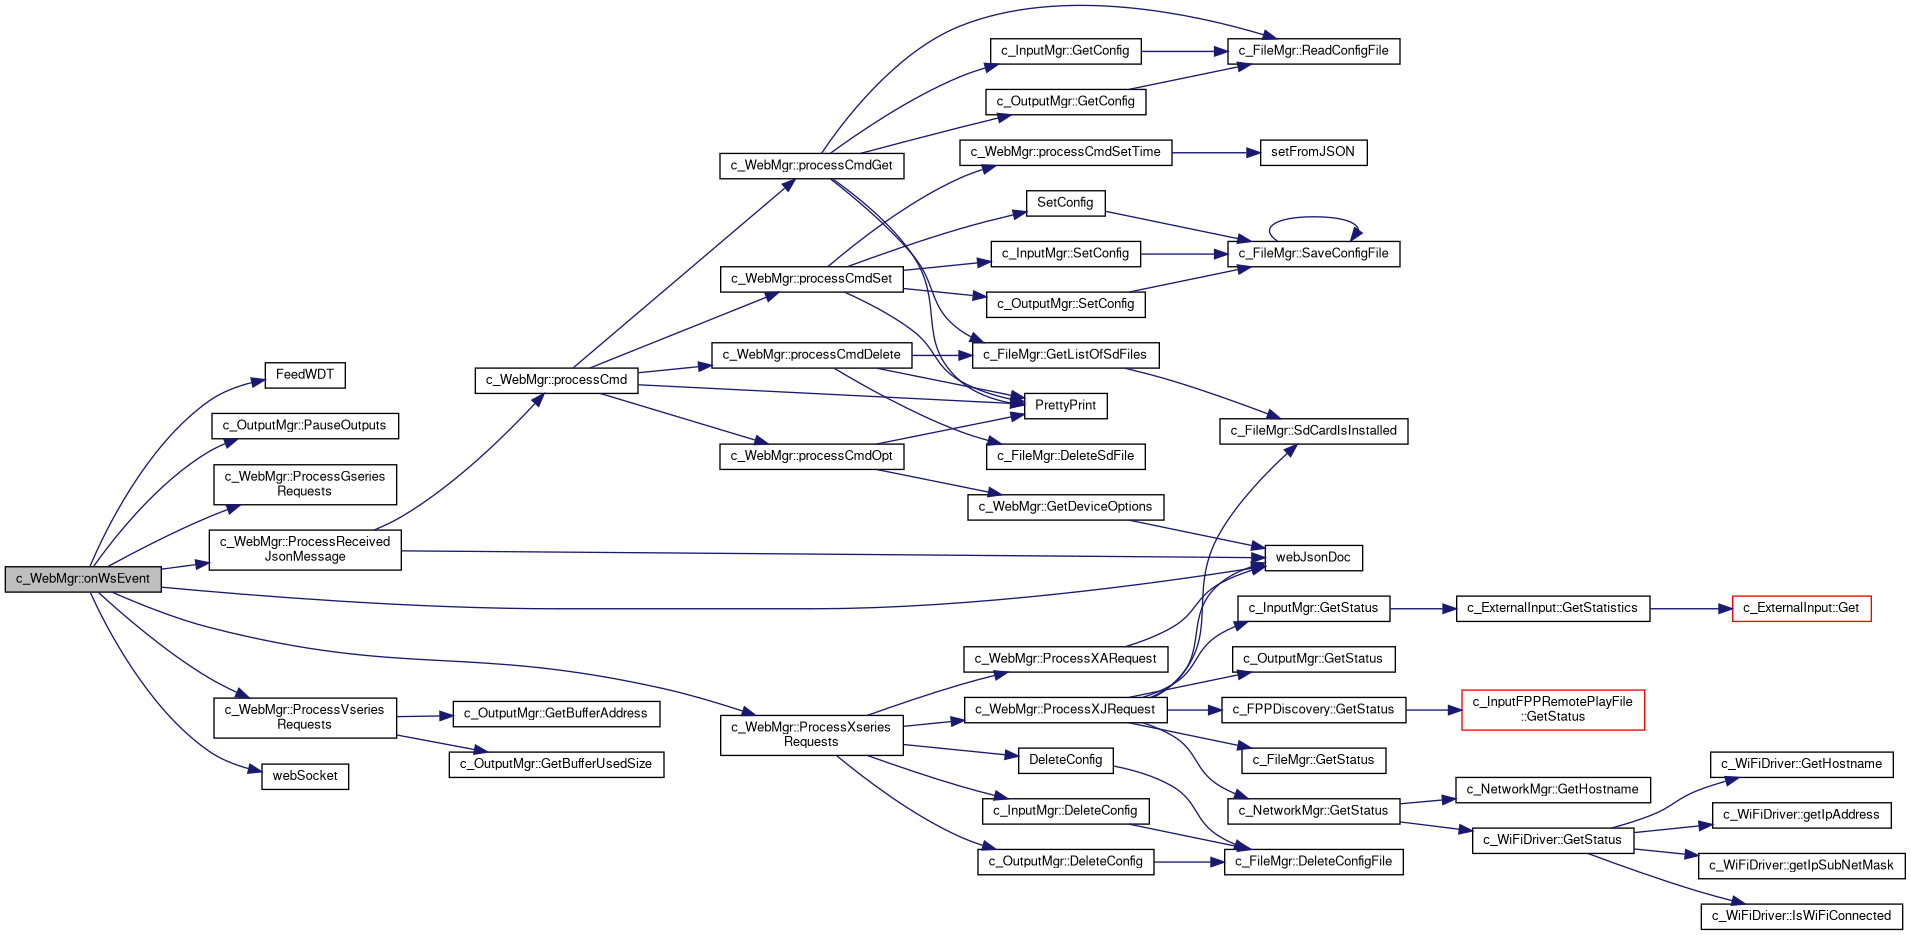 c_WebMgr::onWsEvent
FeedWDT
c_OutputMgr::PauseOutputs
c_WebMgr::ProcessGseries
Requests
c_WebMgr::ProcessReceived
JsonMessage
c_WebMgr::ProcessVseries
Requests
webSocket
c_WebMgr::processCmd
c_OutputMgr::GetBufferAddress
c_OutputMgr::GetBufferUsedSize
c_WebMgr::processCmdGet
c_WebMgr::processCmdSet
c_WebMgr::processCmdDelete
c_WebMgr::processCmdOpt
c_WebMgr::ProcessXseries
Requests
c_InputMgr::GetConfig
c_OutputMgr::GetConfig
c_WebMgr::processCmdSetTime
SetConfig
c_InputMgr::SetConfig
c_OutputMgr::SetConfig
c_FileMgr::GetListOfSdFiles
PrettyPrint
c_FileMgr::DeleteSdFile
c_WebMgr::GetDeviceOptions
c_WebMgr::ProcessXARequest
c_WebMgr::ProcessXJRequest
DeleteConfig
c_InputMgr::DeleteConfig
c_OutputMgr::DeleteConfig
c_FileMgr::ReadConfigFile
setFromJSON
c_FileMgr::SaveConfigFile
c_FileMgr::SdCardIsInstalled
webJsonDoc
c_InputMgr::GetStatus
c_OutputMgr::GetStatus
c_FPPDiscovery::GetStatus
c_FileMgr::GetStatus
c_NetworkMgr::GetStatus
c_FileMgr::DeleteConfigFile
c_ExternalInput::GetStatistics
c_InputFPPRemotePlayFile
::GetStatus
c_NetworkMgr::GetHostname
c_WiFiDriver::GetStatus
c_ExternalInput::Get
c_WiFiDriver::GetHostname
c_WiFiDriver::getIpAddress
c_WiFiDriver::getIpSubNetMask
c_WiFiDriver::IsWiFiConnected